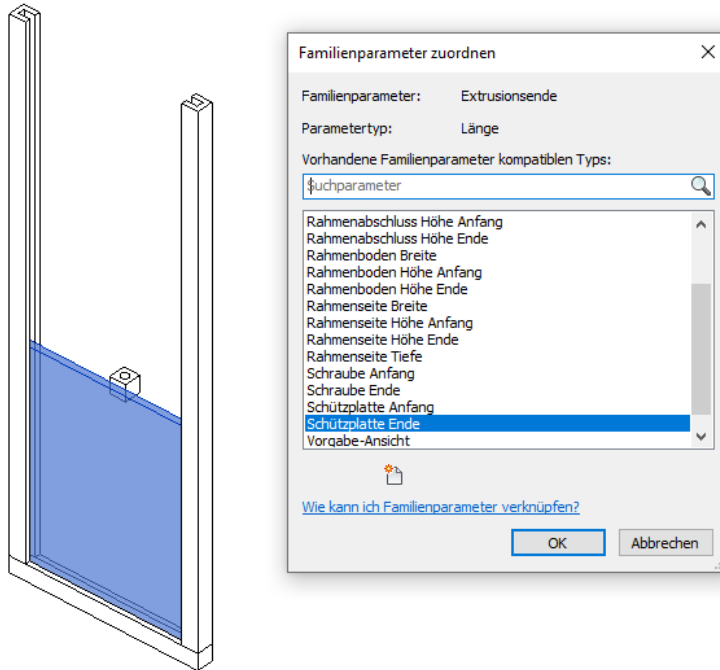 Familienparameter zuordnen
Familienparameter: Extrusionsende
Parametertyp: Länge
Vorhandene Familienparameter kompatiblen Typs:
Suchparameter
Rahmenabschluss Höhe Anfang
Rahmenabschluss Höhe Ende
Rahmenboden Breite
Rahmenboden Höhe Anfang
Rahmenboden Höhe Ende
Rahmenseite Breite
Rahmenseite Höhe Anfang
Rahmenseite Höhe Ende
Rahmenseite Tiefe
Schraube Anfang
Schraube Ende
Schützplatte Anfang
Schützplatte Ende
Vorgabe-Ansicht
Wie kann ich Familienparameter verknüpfen?
OK Abbrechen